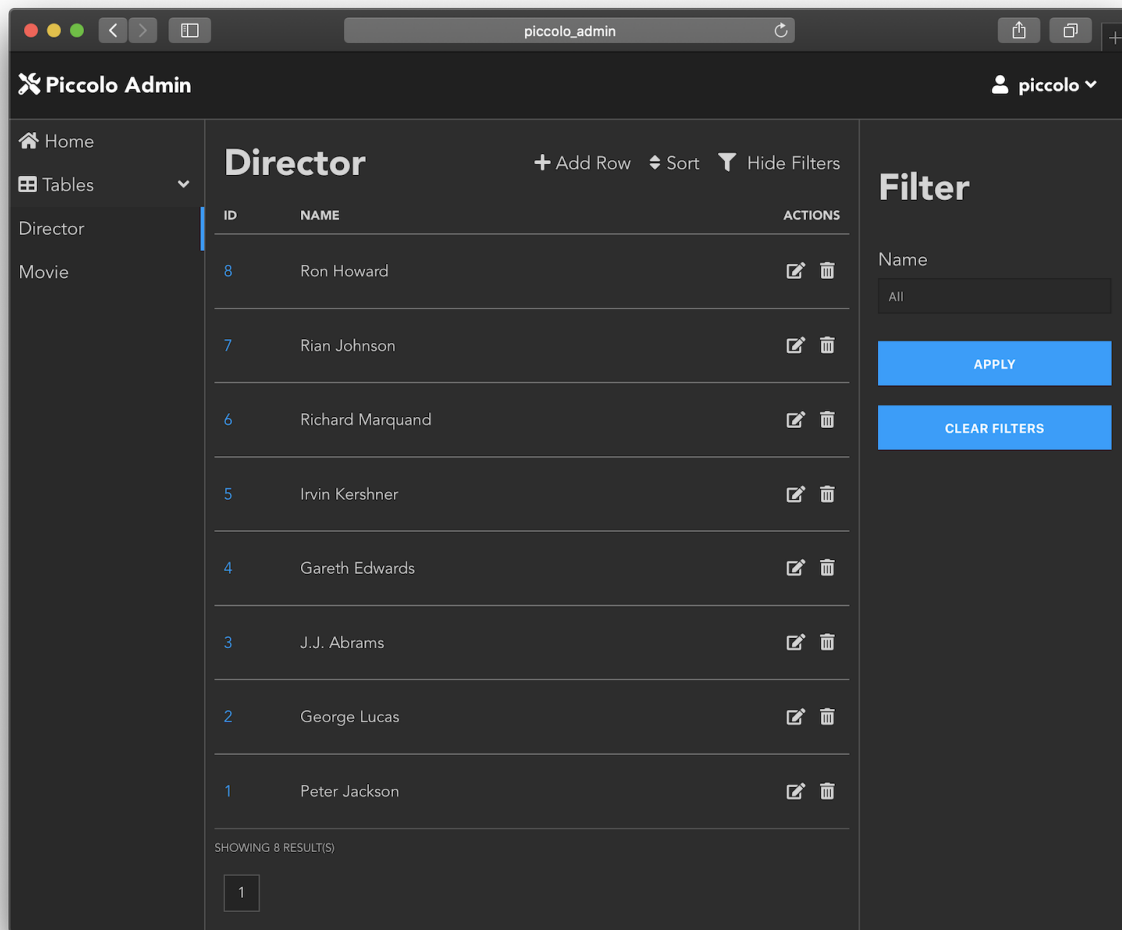 piccolo_admin
Piccolo Admin
piccolo
Home
Tables
Director
Movie
Director
Add Row Sort Hide Filters
ID NAME ACTIONS
8 Ron Howard
7 Rian Johnson
6 Richard Marquand
5 Irvin Kershner
4 Gareth Edwards
3 J.J. Abrams
2 George Lucas
1 Peter Jackson
SHOWING 8 RESULT(S)
1
Filter
Name
All
APPLY
CLEAR FILTERS